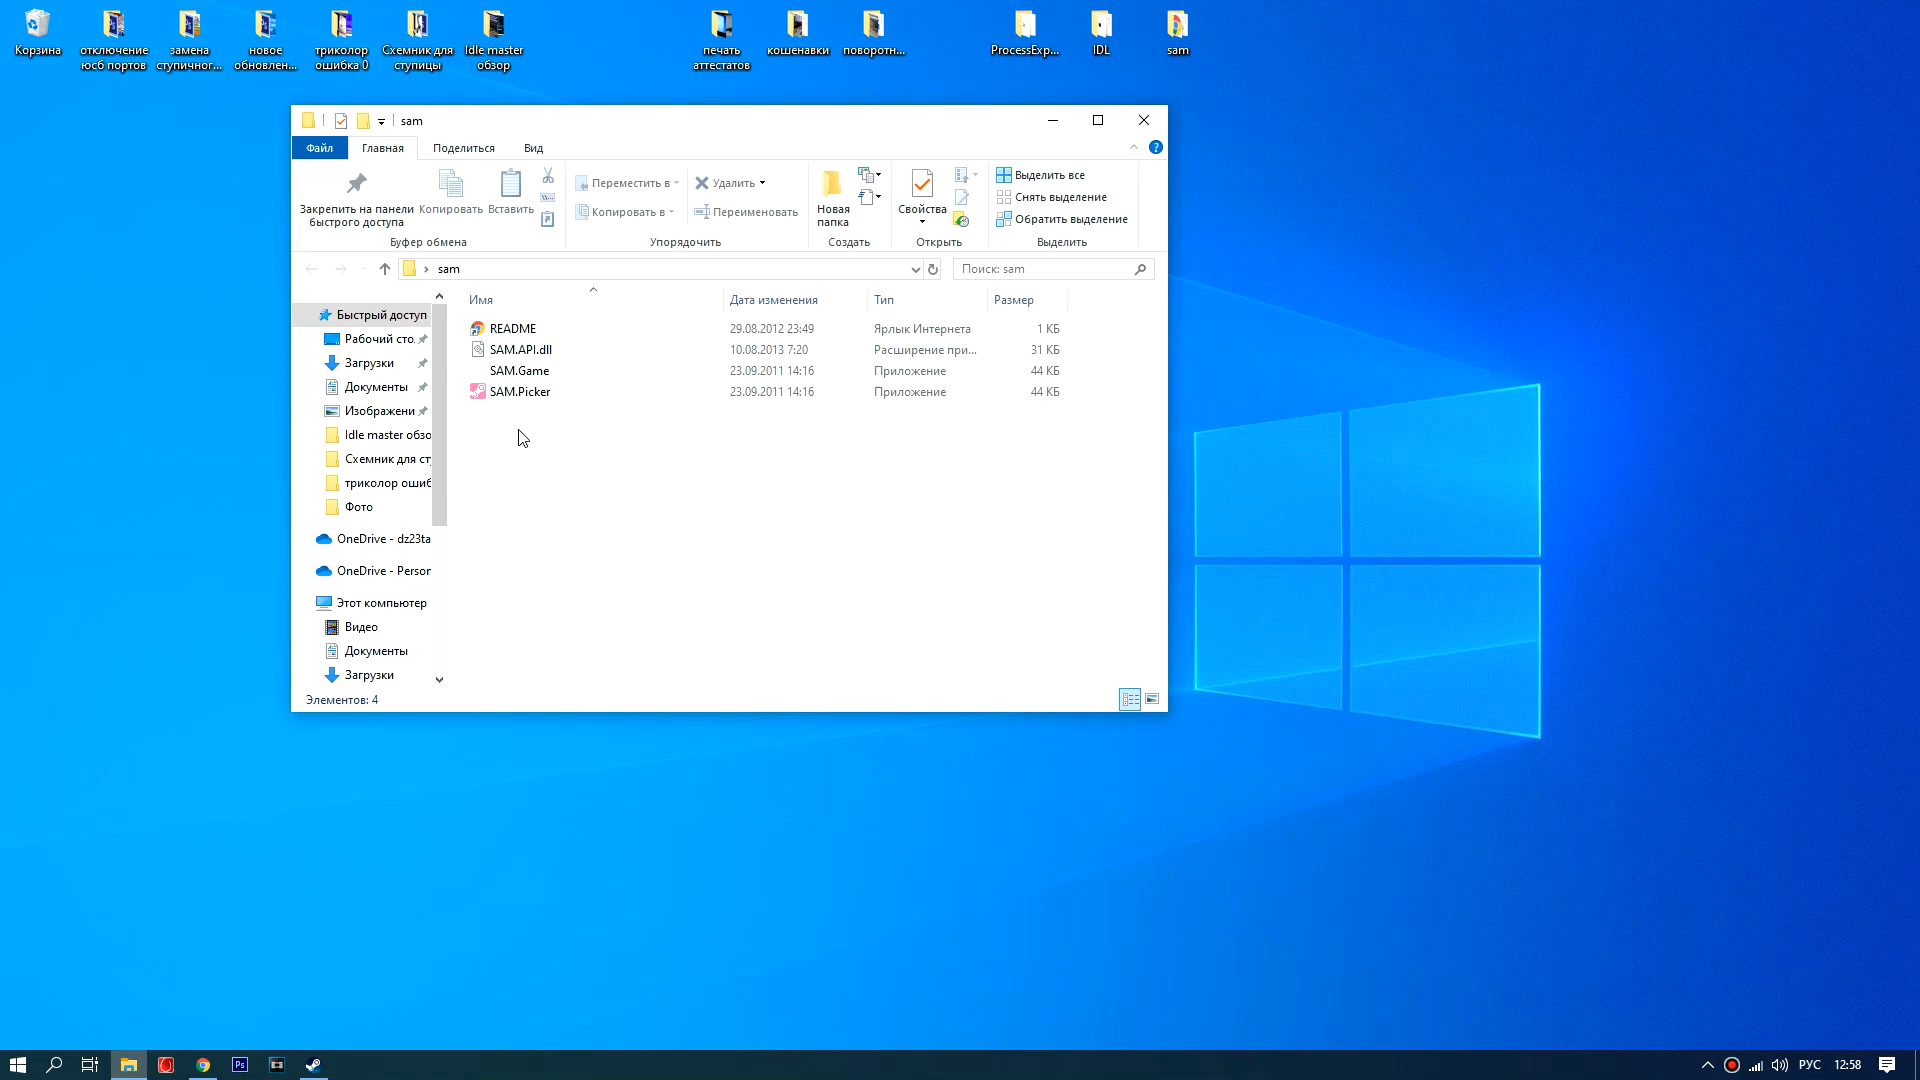 Корзина
отключение
юсб портов
замена
ступичног...
новое
обновлен...
триколор
ошибка 0
Схемник для
ступицы
Idle master
обзор
печать
аттестатов
кошенавки
поворотн...
ProcessExp...
IDL
sam
sam
Файл
Главная
Поделиться
Вид
Закрепить на панели
быстрого доступа
Копировать
Вставить
Буфер обмена
Переместить в
Копировать в
Удалить
Переименовать
Упорядочить
Новая
папка
Создать
Свойства
Открыть
Выделить все
Снять выделение
Обратить выделение
Выделить
sam
Поиск: sam
Имя Дата изменения Тип Размер
README 29.08.2012 23:49 Ярлык Интернета 1 КБ
SAM.API.dll 10.08.2013 7:20 Расширение при... 31 КБ
SAM.Game 23.09.2011 14:16 Приложение 44 КБ
SAM.Picker 23.09.2011 14:16 Приложение 44 КБ
Быстрый доступ
Рабочий сто.
Загрузки
Документы
Изображени
Idle master обзо
Схемник для ст
триколор ошиб
Фото
OneDrive - dz23ta
OneDrive - Person
Этот компьютер
Видео
Документы
Загрузки
Элементов: 4
Ps
РУС 12:58